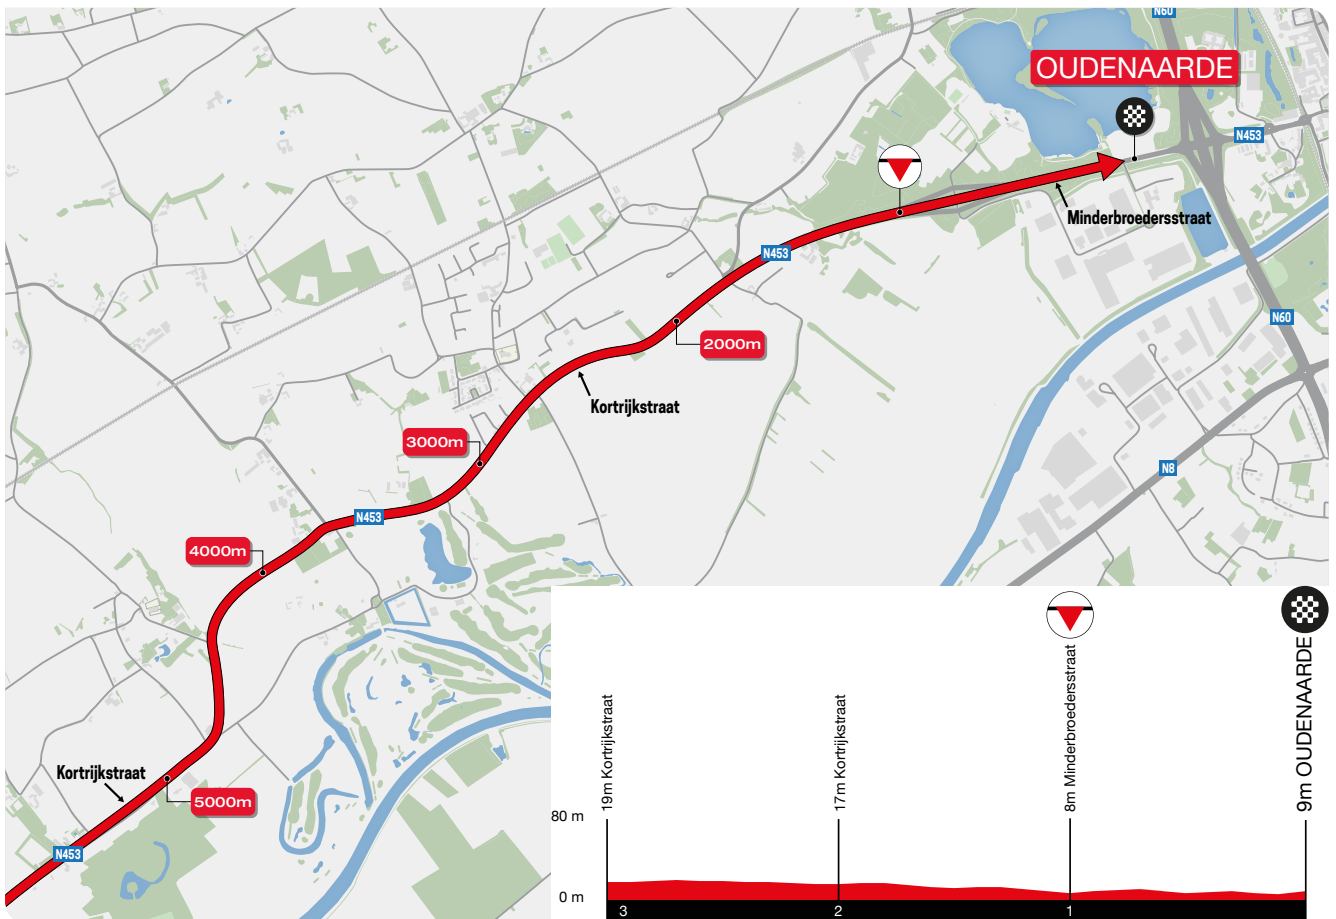 N60
OUDENAARDE
N453
Minderbroedersstraat
N453
N60
2000m
Kortrijkstraat
3000m
N8
N453
4000m
Kortrijkstraat
5000m
N453
19m Kortrijkstraat
17m Kortrijkstraat
8m Minderbroedersstraat
9m OUDENAARDE
80 m
0 m
3
2
1